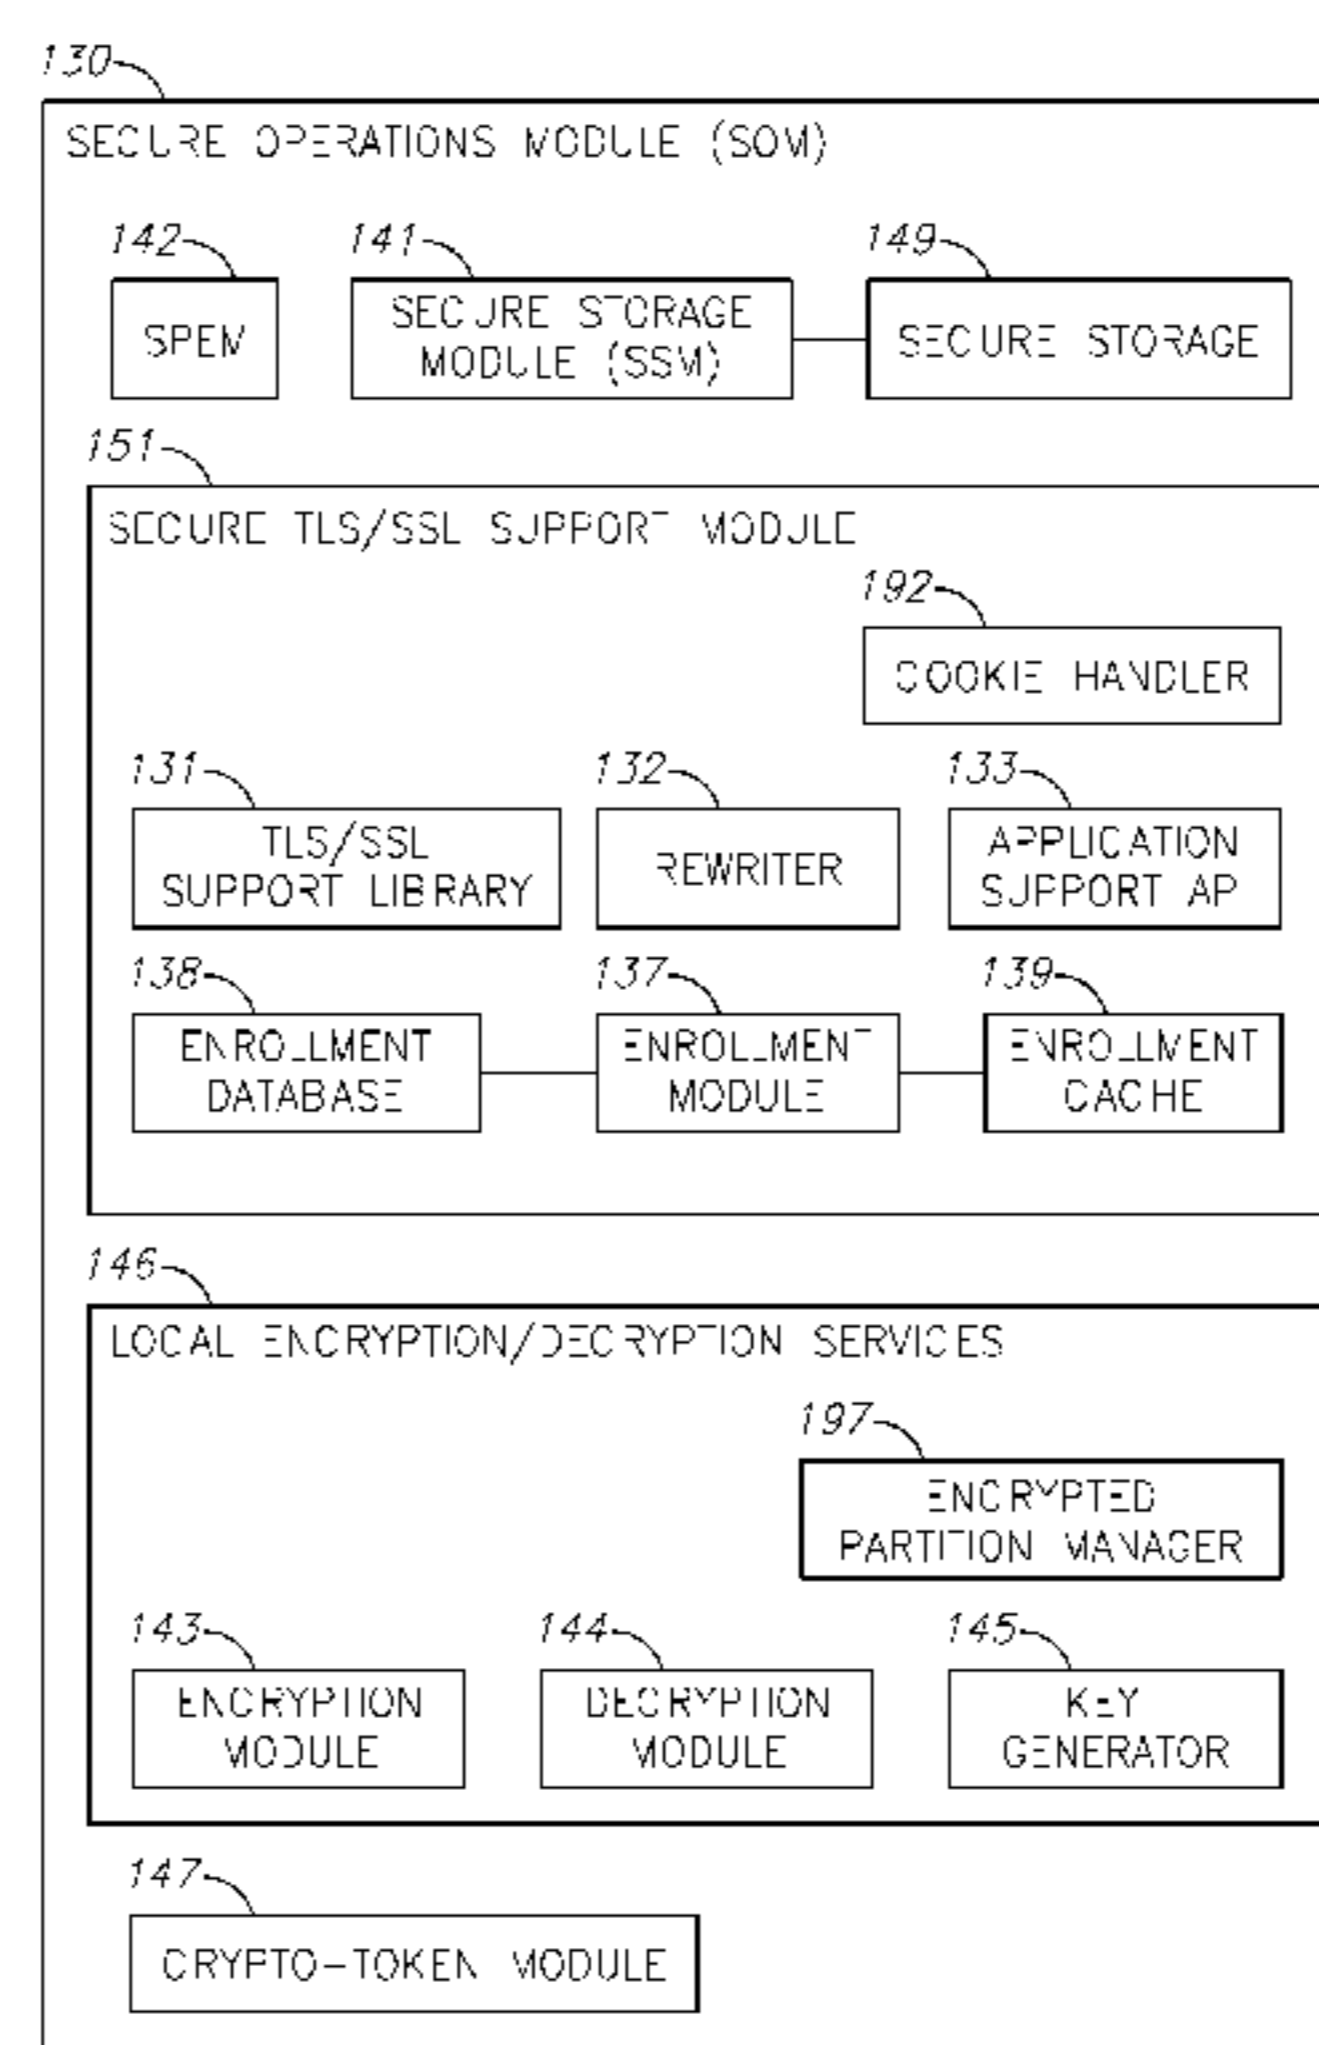 130
SECURE OPERATIONS MODULE (SOM)
142
141
149
SPEM
SECURE STORAGE
MODULE (SSM)
SECURE STORAGE
151
SECURE TLS/SSL SUPPORT MODULE
192
COOKIE HANDLER
131
132
133
TLS/SSL
SUPPORT LIBRARY
REWRITER
APPLICATION
SUPPORT AP
138
137
139
ENROLLMENT
DATABASE
ENROLLMENT
MODULE
ENROLLMENT
CACHE
146
LOCAL ENCRYPTION/DECRYPTION SERVICES
197
ENCRYPTED
PARTITION MANAGER
143
144
145
ENCRYPTION
MODULE
DECRYPTION
MODULE
KEY
GENERATOR
147
CRYPTO-TOKEN MODULE